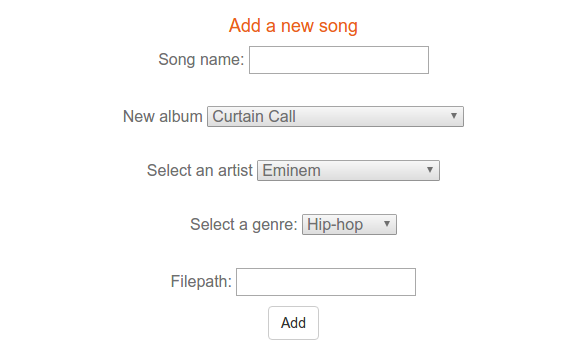 Add a new song
Song name:
New album Curtain Call
Select an artist Eminem
Select a genre: Hip-hop
Filepath:
Add